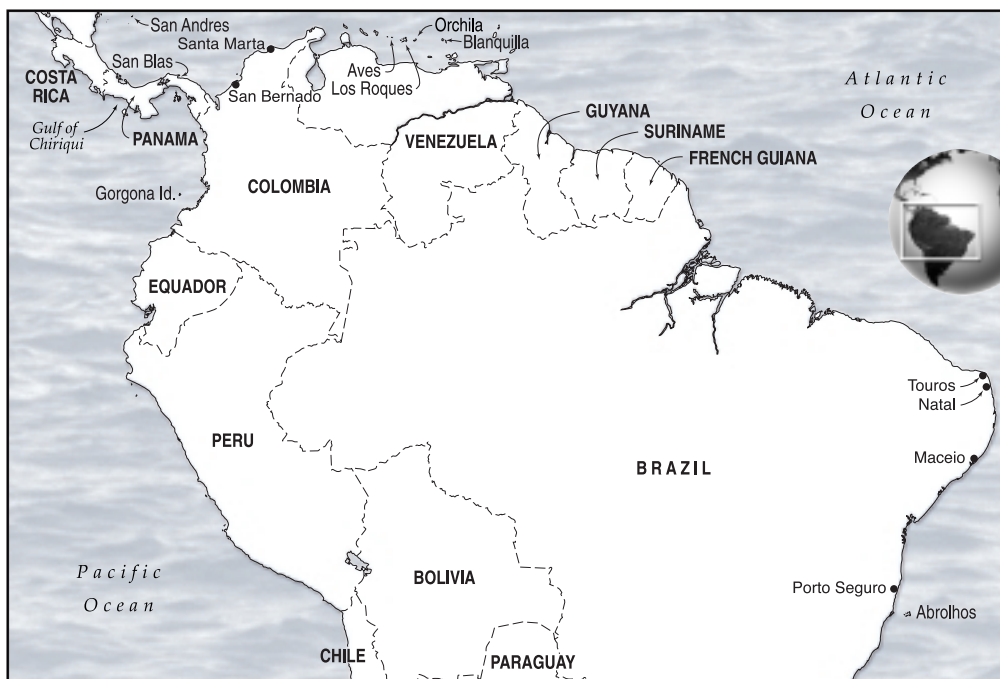 San Andres
Santa Marta
Orchila
Blanquilla
San Blas
COSTA
RICA
Aves
Los Roques
San Bernado
Atlantic
Ocean
Gulf of
Chiriqui
PANAMA
VENEZUELA
GUYANA
SURINAME
FRENCH GUIANA
Gorgona Id.
COLOMBIA
EQUADOR
Touros
Natal
PERU
BRAZIL
Maceio
Pacific
Ocean
BOLIVIA
Porto Seguro
Abrolhos
CHILE
PARAGUAY